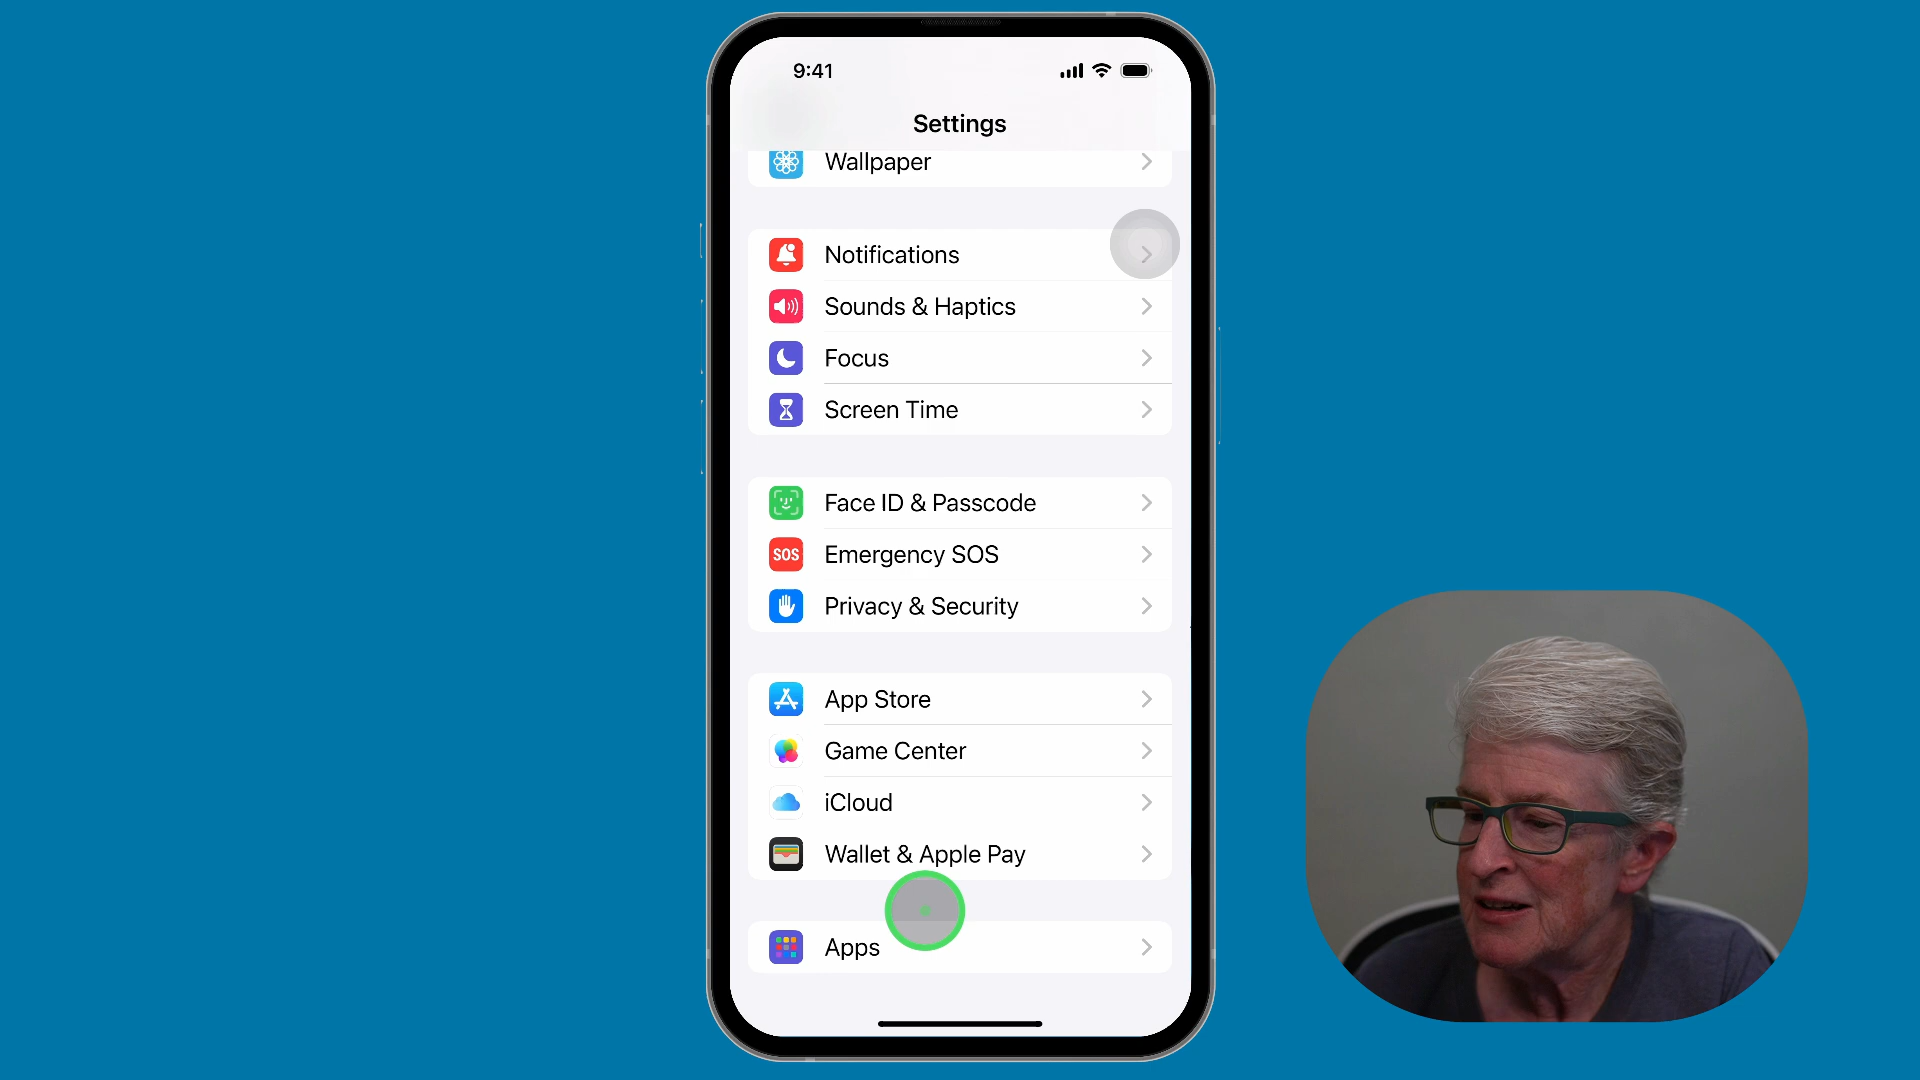 9:41
Settings
Wallpaper
Notifications
Sounds & Haptics
Focus
Screen Time
Face ID & Passcode
SOS Emergency SOS
Privacy & Security
App Store
Game Center
iCloud
Wallet & Apple Pay
Apps